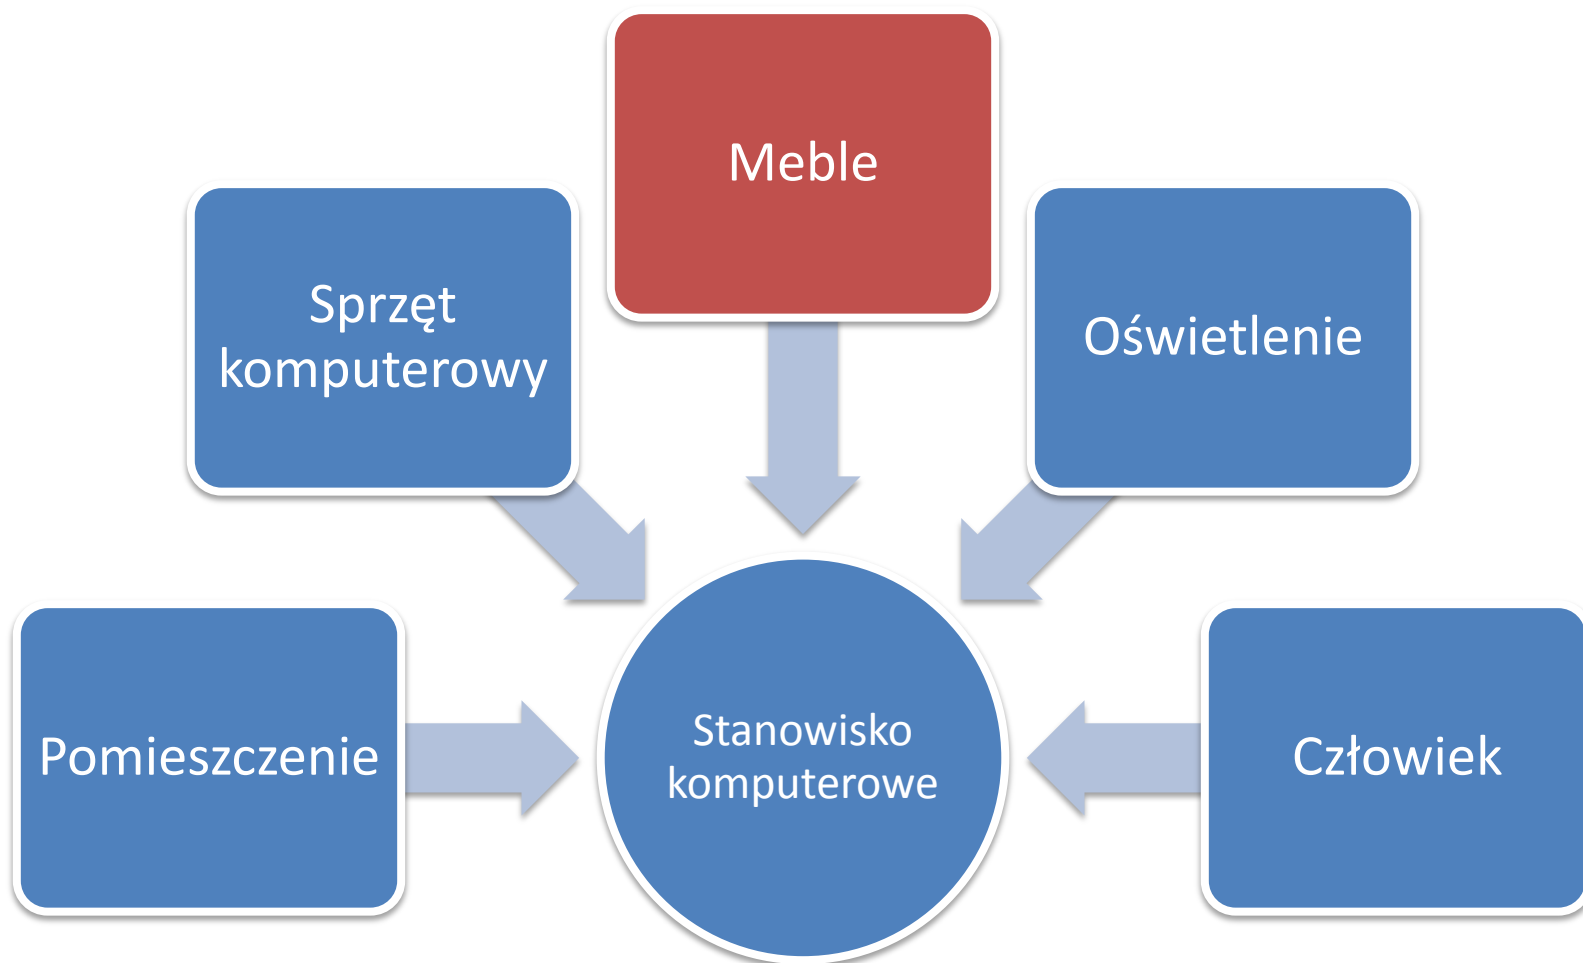 Meble
Sprzęt
komputerowy
Oświetlenie
Pomieszczenie
Stanowisko
komputerowe
Człowiek